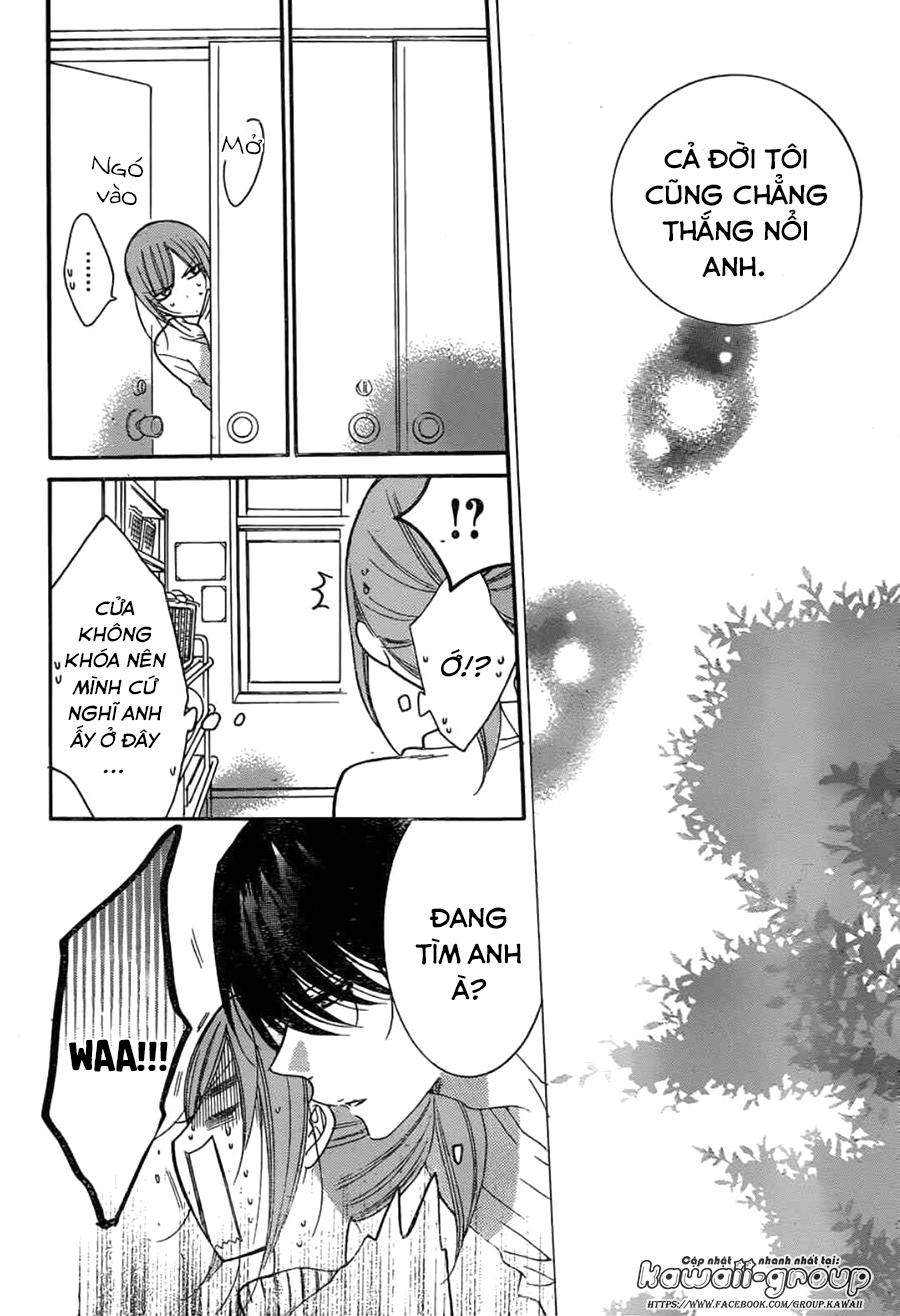 CẢ ĐỜI TÔI
CŨNG CHẲNG
THẮNG NỔI
ANH.
MỞ
NGÓ
VÀO
......
!?
Ớ!?
CỬA
KHÔNG
KHÓA NÊN
MÌNH CỨ
NGHĨ ANH
ẤY Ở ĐÂY
...
ĐANG
TÌM ANH
À?
WAA!!!
Cập nhật nhanh nhất tại:
kawaii-group
HTTPS://WWW.FACEBOOK.COM/GROUP.KAWAII